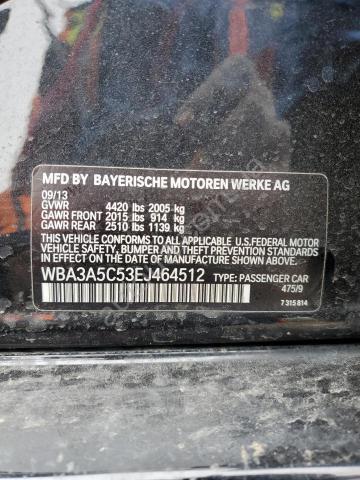 MFD BY BAYERISCHE MOTOREN WERKE AG
09/13
GVWR 4420 lbs 2005 kg
GAWR FRONT 2015 lbs 914 kg
GAWR REAR 2510 lbs 1139 kg
THIS VEHICLE CONFORMS TO ALL APPLICABLE U.S. FEDERAL MOTOR
VEHICLE SAFETY, BUMPER, AND THEFT PREVENTION STANDARDS
IN EFFECT ON THE DATE OF MANUFACTURE SHOWN ABOVE.
WBA3A5C53EJ464512 TYPE: PASSENGER CAR
475/9
7 315 814